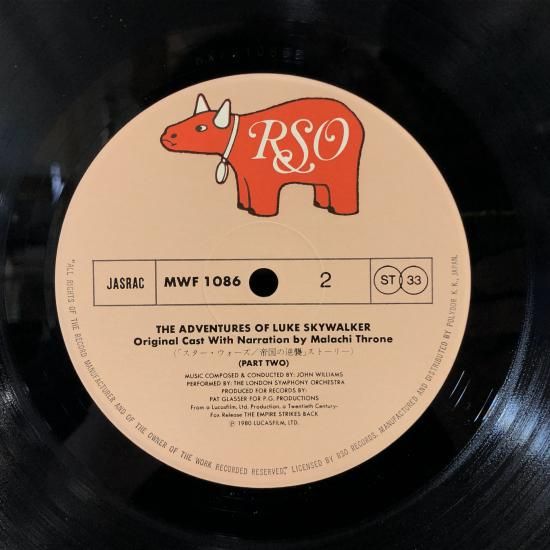 RSO
JASRAC
MWF 1086
2
ST 33
THE ADVENTURES OF LUKE SKYWALKER
Original Cast With Narration by Malachi Throne
(「スター・ウォーズ/帝国の逆襲」ストーリー)
(PART TWO)
MUSIC COMPOSED & CONDUCTED BY: JOHN WILLIAMS
PERFORMED BY: THE LONDON SYMPHONY ORCHESTRA
PRODUCED FOR RECORDS BY:
PAT GLASSER FOR P.G. PRODUCTIONS
From a Lucasfilm, Ltd. Production, a Twentieth Century-
Fox Release THE EMPIRE STRIKES BACK
℗ 1980 LUCASFILM, LTD.
"ALL RIGHTS OF THE RECORD MANUFACTURER AND OF THE OWNER OF THE WORK RECORDED RESERVED," LICENSED BY RSO RECORDS. MANUFACTURED AND DISTRIBUTED BY POLYDOR K.K., JAPAN.